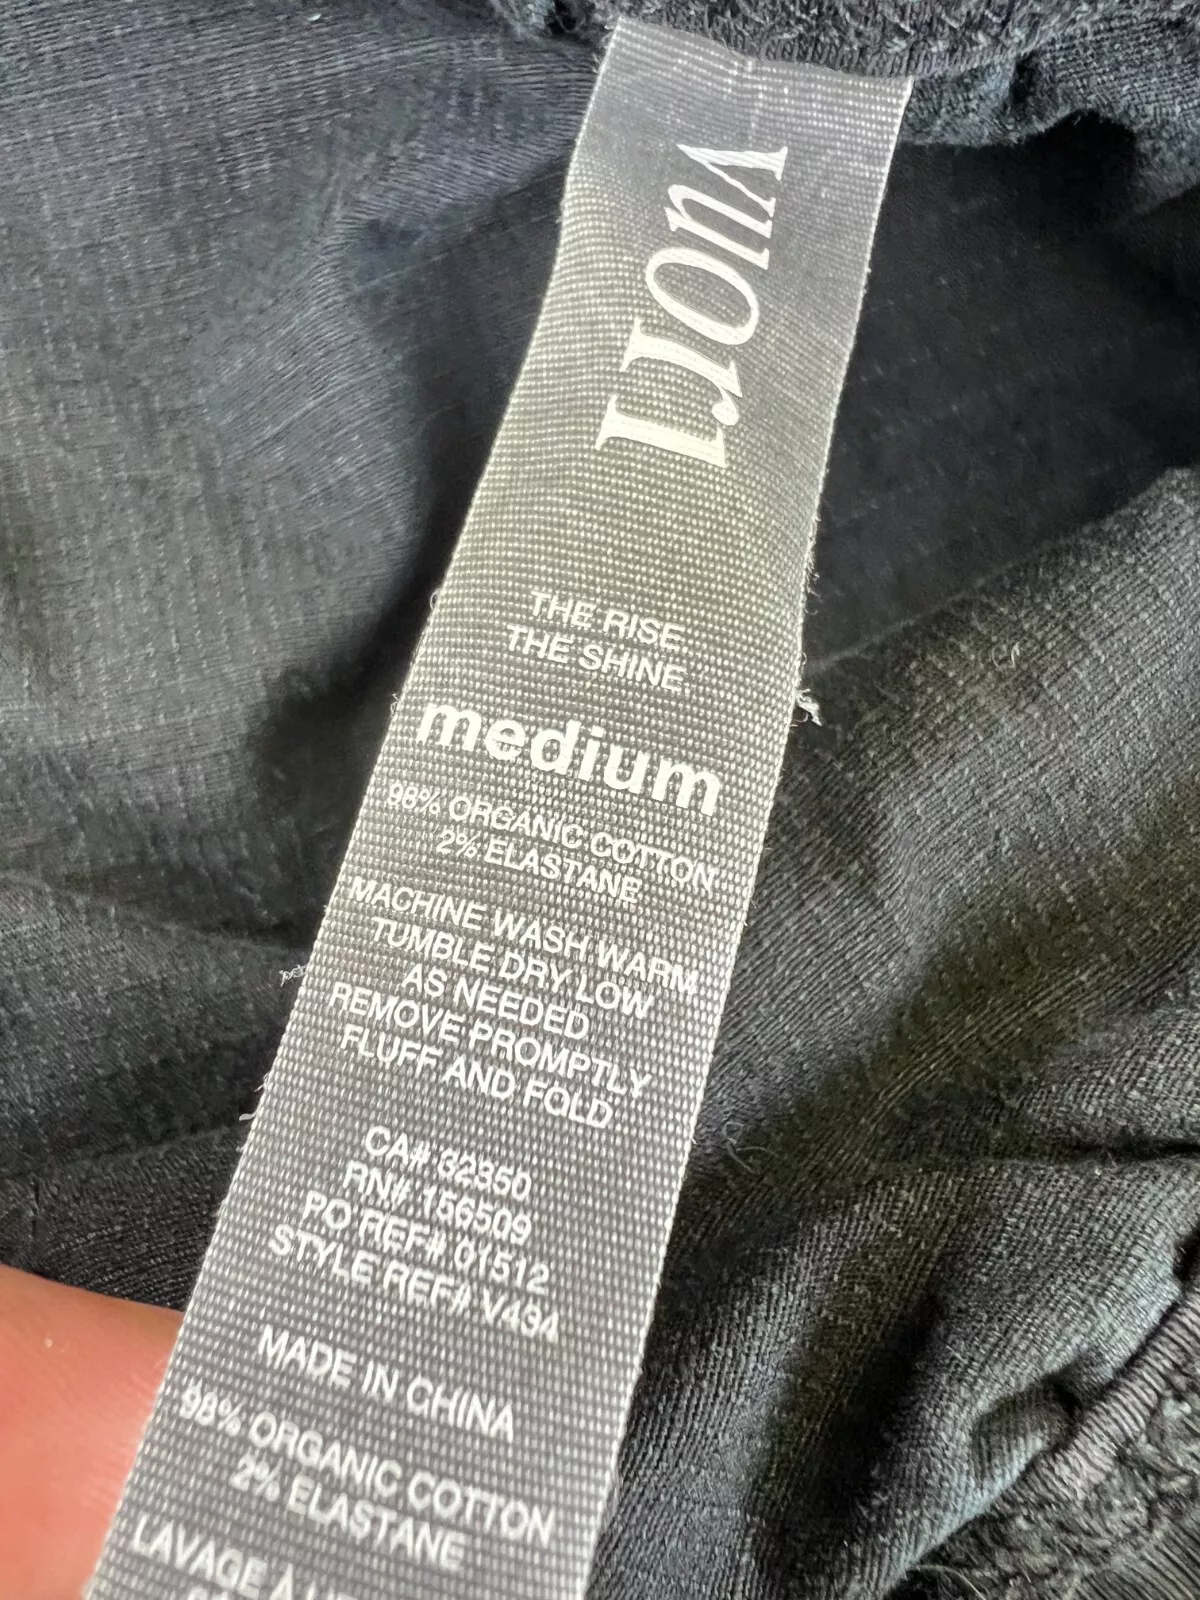 vuori
THE RISE.
THE SHINE.
medium
98% ORGANIC COTTON
2% ELASTANE
MACHINE WASH WARM
TUMBLE DRY LOW
AS NEEDED
REMOVE PROMPTLY
FLUFF AND FOLD
CA# 62350
RN# 156509
PO REF# 01512
STYLE REF# V434
MADE IN CHINA
98% ORGANIC COTTON
2% ELASTANE
LAVAGE À